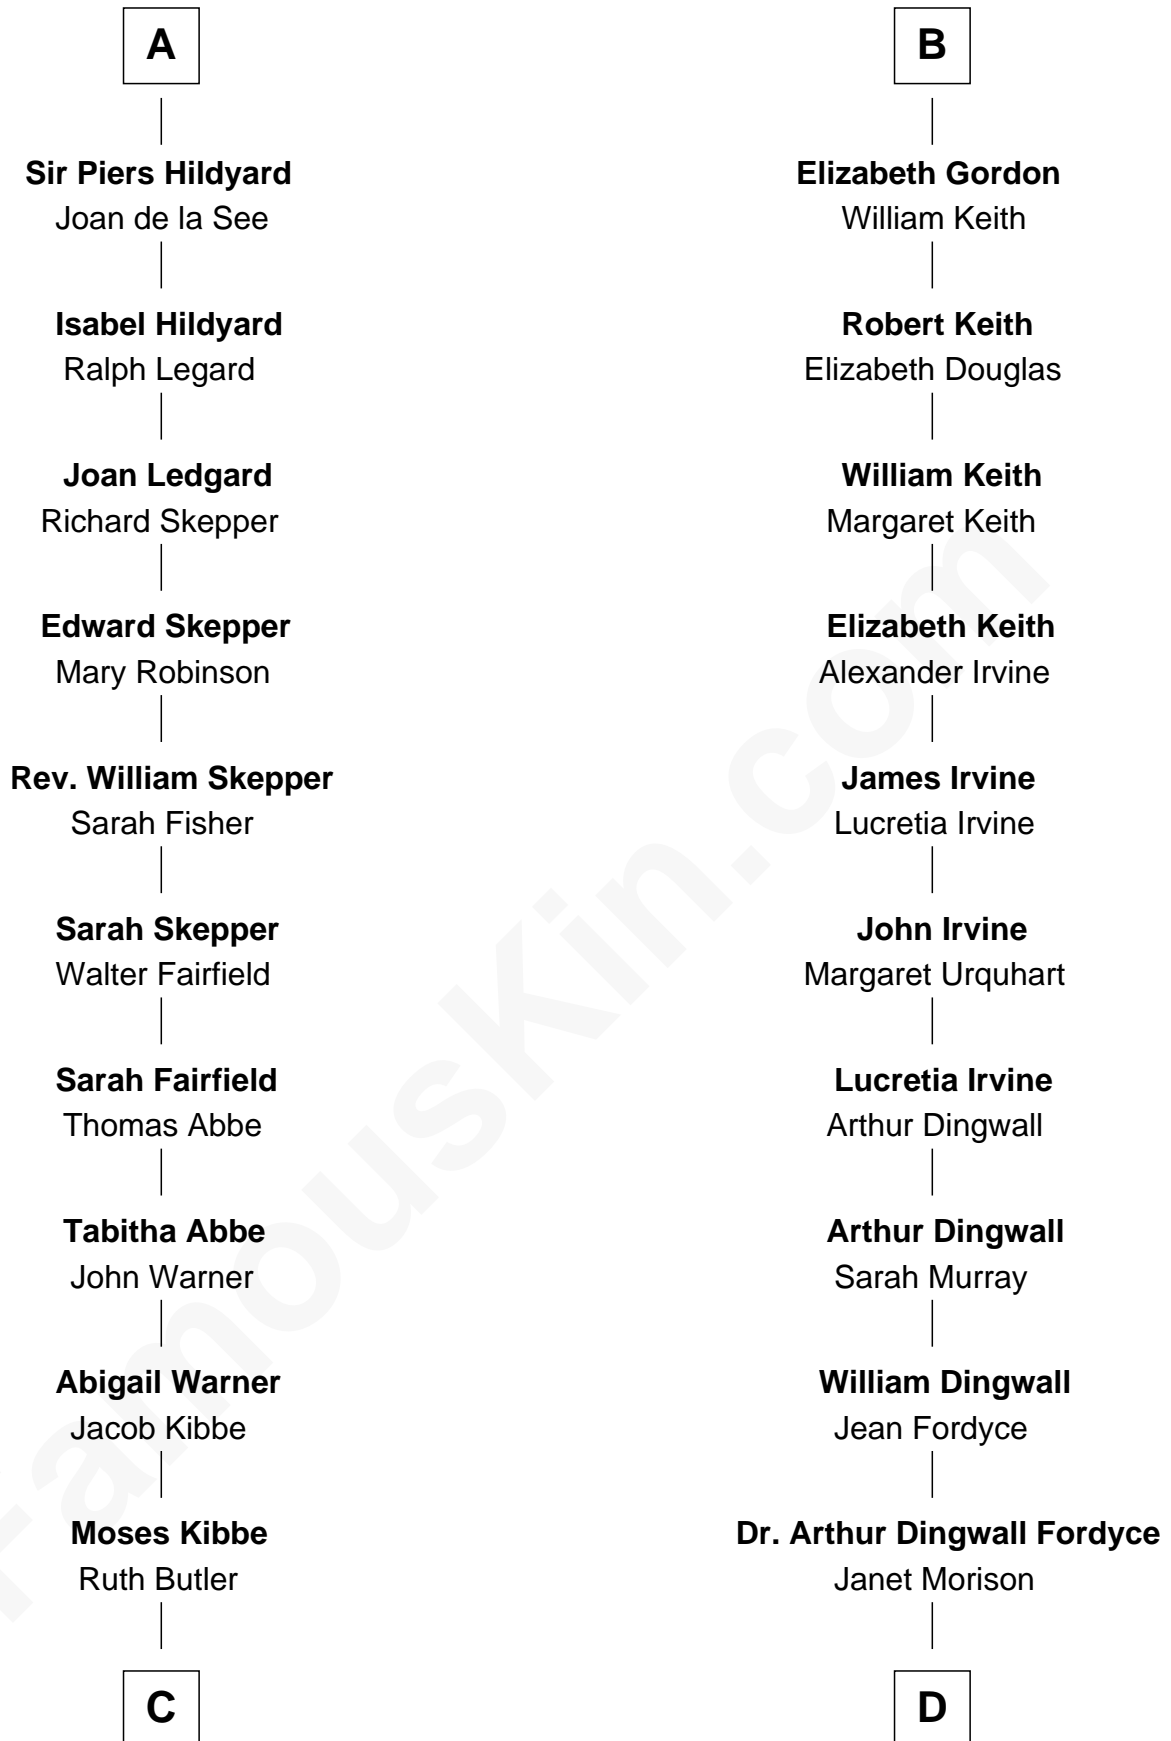 A
Sir Piers Hildyard
Joan de la See
Isabel Hildyard
Ralph Legard
Joan Ledgard
Richard Skepper
Edward Skepper
Mary Robinson
Rev. William Skepper
Sarah Fisher
Sarah Skepper
Walter Fairfield
Sarah Fairfield
Thomas Abbe
Tabitha Abbe
John Warner
Abigail Warner
Jacob Kibbe
Moses Kibbe
Ruth Butler
C
B
Elizabeth Gordon
William Keith
Robert Keith
Elizabeth Douglas
William Keith
Margaret Keith
Elizabeth Keith
Alexander Irvine
James Irvine
Lucretia Irvine
John Irvine
Margaret Urquhart
Lucretia Irvine
Arthur Dingwall
Arthur Dingwall
Sarah Murray
William Dingwall
Jean Fordyce
Dr. Arthur Dingwall Fordyce
Janet Morison
D
FamousKin.com